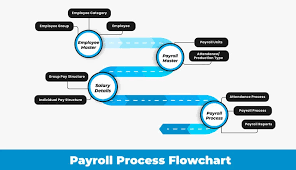 Employee Category
Employee Group
Employee
Employee
Master
Payroll Units
Payroll
Master
Attendance/
Production Type
Group Pay Structure
Salary
Details
Individual Pay Structure
Attendance Process
Payroll
Process
Payroll Process
Payroll Reports
Payroll Process Flowchart